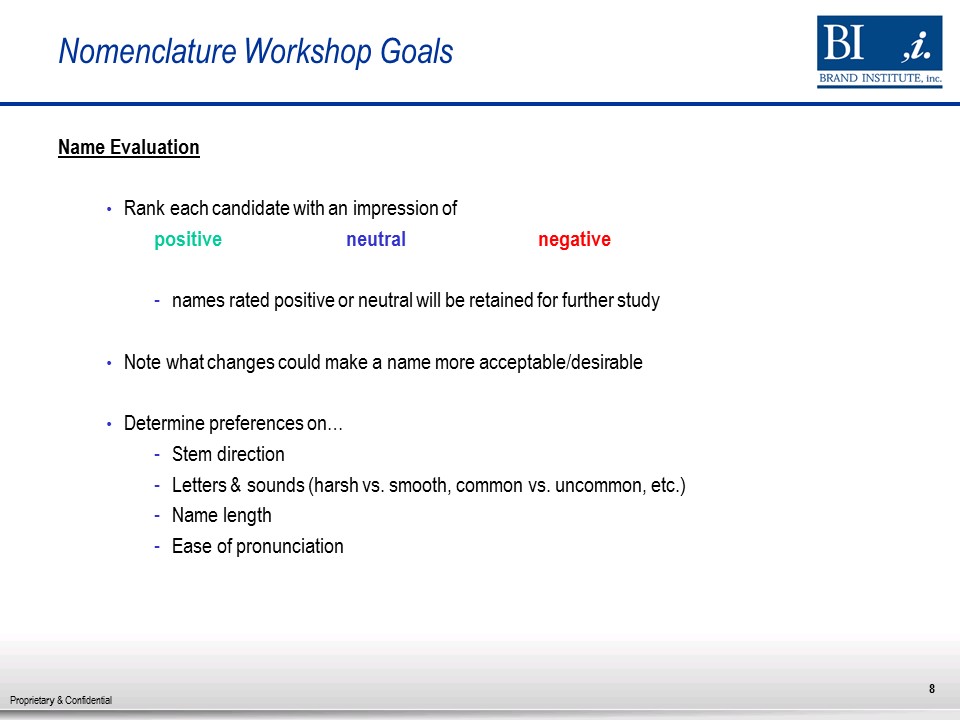 Nomenclature Workshop Goals
BI ,i.
BRAND INSTITUTE, inc.
Name Evaluation
• Rank each candidate with an impression of
positive neutral negative
- names rated positive or neutral will be retained for further study
• Note what changes could make a name more acceptable/desirable
• Determine preferences on…
- Stem direction
- Letters & sounds (harsh vs. smooth, common vs. uncommon, etc.)
- Name length
- Ease of pronunciation
8
Proprietary & Confidential